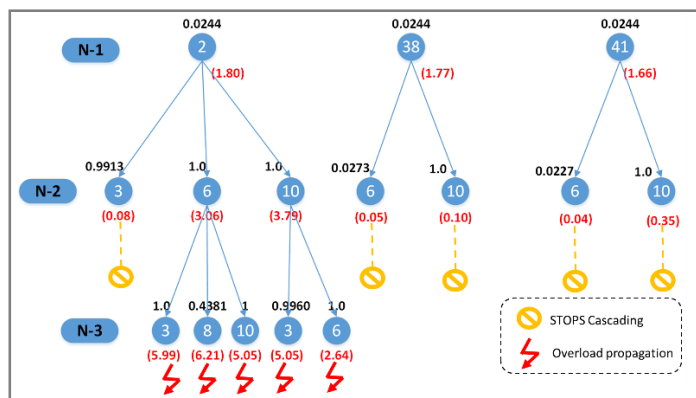 0.0244 0.0244 0.0244
N-1 2 38 41
(1.80) (1.77) (1.66)
0.9913 1.0 1.0 0.0273 1.0 0.0227 1.0
N-2 3 6 10 6 10 6 10
(0.08) (3.06) (3.79) (0.05) (0.10) (0.04) (0.35)
1.0 0.4381 1 0.9960 1.0
N-3 3 8 10 3 6
(5.99) (6.21) (5.05) (5.05) (2.64)
STOPS Cascading
Overload propagation